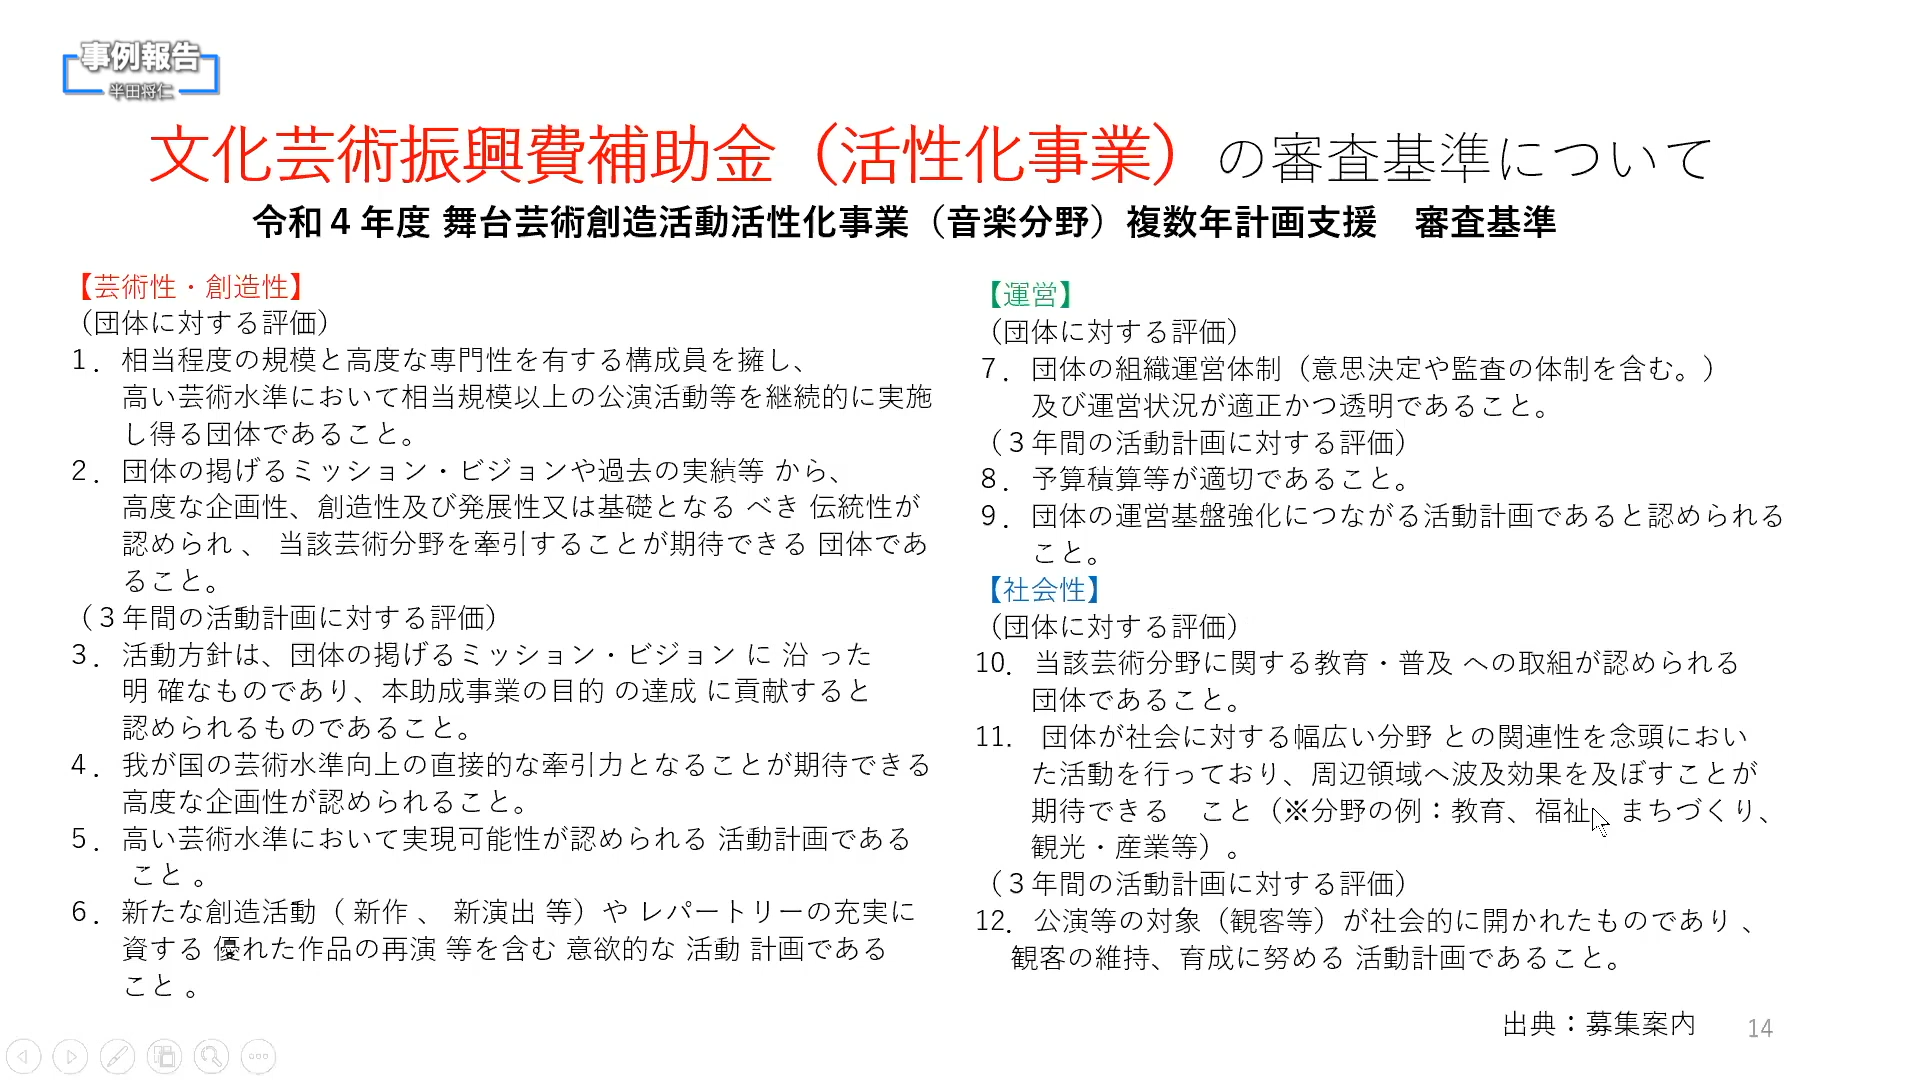 事例報告
半田将仁
文化芸術振興費補助金（活性化事業）の審査基準について
令和４年度 舞台芸術創造活動活性化事業（音楽分野）複数年計画支援　審査基準
【芸術性・創造性】
（団体に対する評価）
１．相当程度の規模と高度な専門性を有する構成員を擁し、
高い芸術水準において相当規模以上の公演活動等を継続的に実施
し得る団体であること。
２．団体の掲げるミッション・ビジョンや過去の実績等 から、
高度な企画性、創造性及び発展性又は基礎となる べき 伝統性が
認められ 、 当該芸術分野を牽引することが期待できる 団体であ
ること。
（３年間の活動計画に対する評価）
３．活動方針は、団体の掲げるミッション・ビジョン に 沿 った
明 確なものであり、本助成事業の目的 の達成 に貢献すると
認められるものであること。
４．我が国の芸術水準向上の直接的な牽引力となることが期待できる
高度な企画性が認められること。
５．高い芸術水準において実現可能性が認められる 活動計画である
こと 。
６．新たな創造活動（ 新作 、 新演出 等）や レパートリーの充実に
資する 優れた作品の再演 等を含む 意欲的な 活動 計画である
こと 。
【運営】
（団体に対する評価）
７．団体の組織運営体制（意思決定や監査の体制を含む。）
及び運営状況が適正かつ透明であること。
（３年間の活動計画に対する評価）
８．予算積算等が適切であること。
９．団体の運営基盤強化につながる活動計画であると認められる
こと。
【社会性】
（団体に対する評価）
10．当該芸術分野に関する教育・普及 への取組が認められる
団体であること。
11． 団体が社会に対する幅広い分野 との関連性を念頭におい
た活動を行っており、周辺領域へ波及効果を及ぼすことが
期待できる　こと（※分野の例：教育、福祉、まちづくり、
観光・産業等）。
（３年間の活動計画に対する評価）
12．公演等の対象（観客等）が社会的に開かれたものであり 、
観客の維持、育成に努める 活動計画であること。
出典：募集案内
14